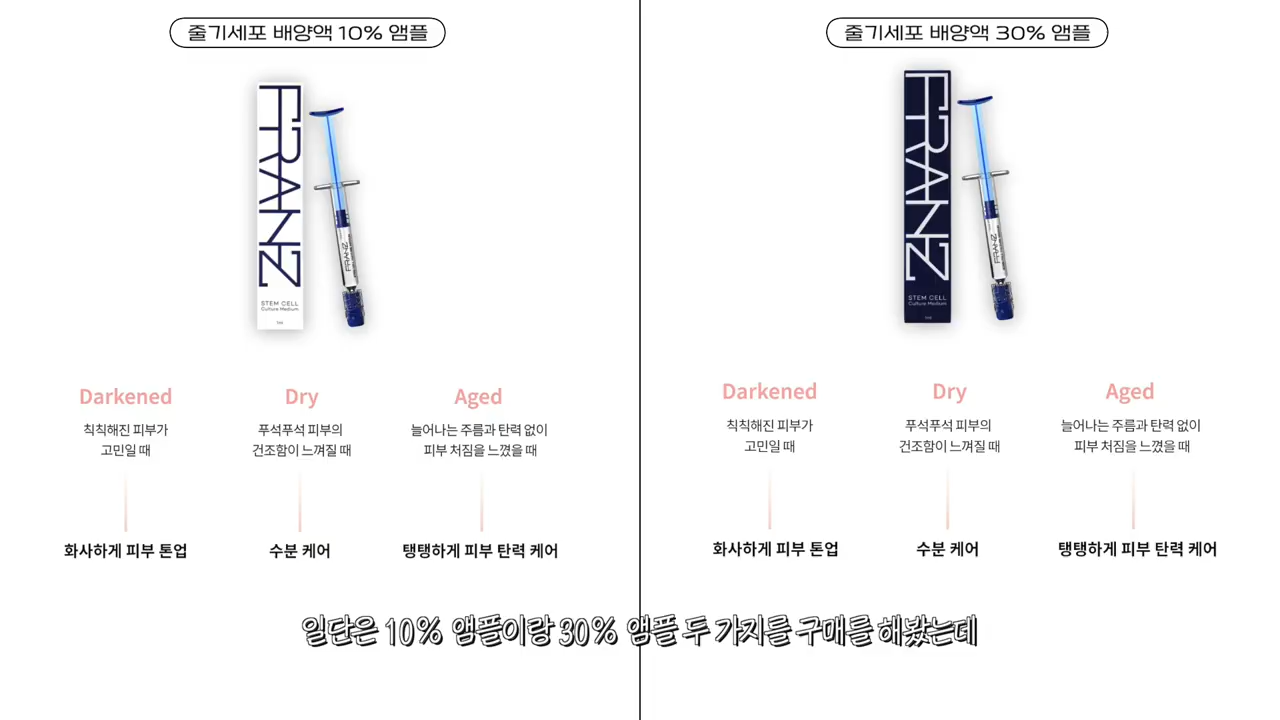 줄기세포 배양액 10% 앰플
FRANZ
STEM CELL
Culture Medium
FRANZ
Darkened
Dry
Aged
칙칙해진 피부가
고민일 때
푸석푸석 피부의
건조함이 느껴질 때
늘어나는 주름과 탄력 없이
피부 처짐을 느꼈을 때
화사하게 피부 톤업
수분 케어
탱탱하게 피부 탄력 케어
줄기세포 배양액 30% 앰플
FRANZ
STEM CELL
Culture Medium
FRANZ
Darkened
Dry
Aged
칙칙해진 피부가
고민일 때
푸석푸석 피부의
건조함이 느껴질 때
늘어나는 주름과 탄력 없이
피부 처짐을 느꼈을 때
화사하게 피부 톤업
수분 케어
탱탱하게 피부 탄력 케어
일단은 10% 앰플이랑 30% 앰플 두 가지를 구매를 해봤는데